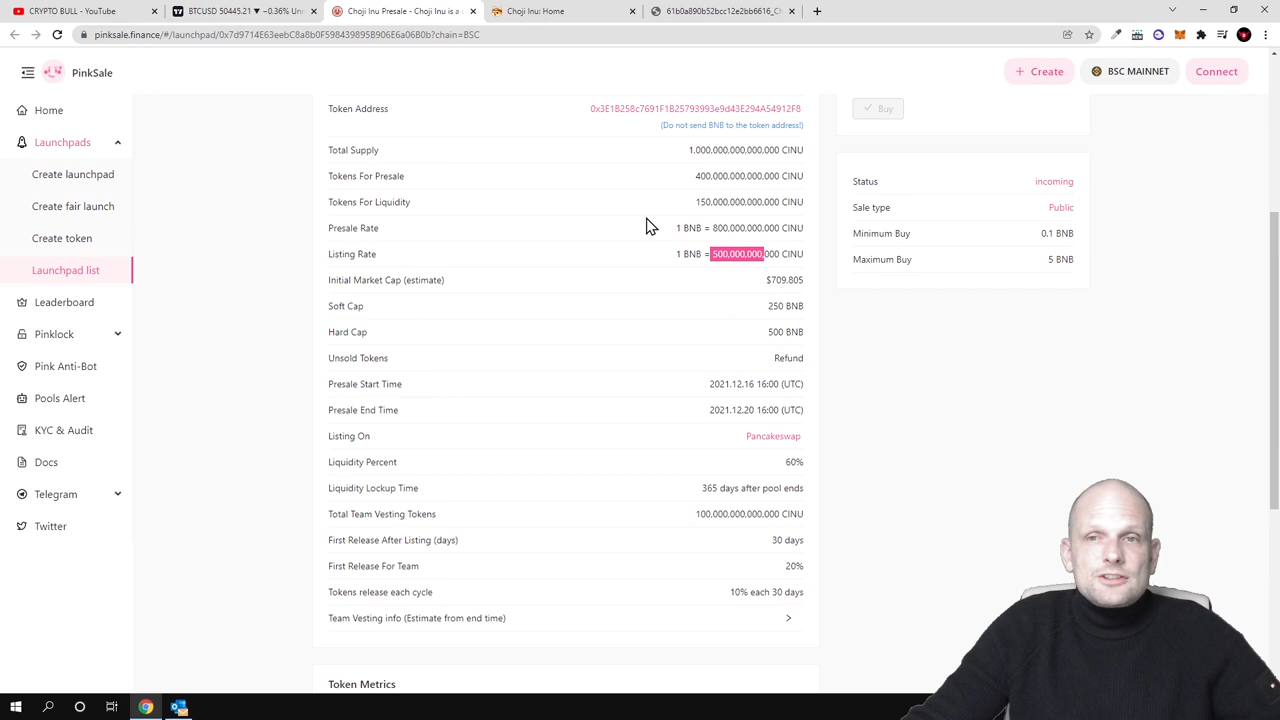 CRYPTO BULL - YouTube
BTCUSD 50445.21 ▼ −0.36% Un
Choji Inu Presale - Choji Inu is a c
Choji Inu: Home
61b0a890b52bcc12e2bb6616_Ch
pinksale.finance/#/launchpad/0x7d9714E63eebC8a8b0F598439895B906E6a06B0y?chain=BSC
PinkSale
+ Create
BSC MAINNET
Connect
Home
Launchpads
Create launchpad
Create fair launch
Create token
Launchpad list
Leaderboard
Pinklock
Pink Anti-Bot
Pools Alert
KYC & Audit
Docs
Telegram
Twitter
Token Address 0x3E1B258c7691F1B25793993e9d43E294A54912F8
(Do not send BNB to the token address!)
Total Supply 1,000,000,000,000,000 CINU
Tokens For Presale 400,000,000,000,000 CINU
Tokens For Liquidity 150,000,000,000,000 CINU
Presale Rate 1 BNB = 800,000,000,000 CINU
Listing Rate 1 BNB = 500,000,000,000 CINU
Initial Market Cap (estimate) $709,805
Soft Cap 250 BNB
Hard Cap 500 BNB
Unsold Tokens Refund
Presale Start Time 2021.12.16 16:00 (UTC)
Presale End Time 2021.12.20 16:00 (UTC)
Listing On Pancakeswap
Liquidity Percent 60%
Liquidity Lockup Time 365 days after pool ends
Total Team Vesting Tokens 100,000,000,000,000 CINU
First Release After Listing (days) 30 days
First Release For Team 20%
Tokens release each cycle 10% each 30 days
Team Vesting info (Estimate from end time)
Token Metrics
Buy
Status incoming
Sale type Public
Minimum Buy 0.1 BNB
Maximum Buy 5 BNB